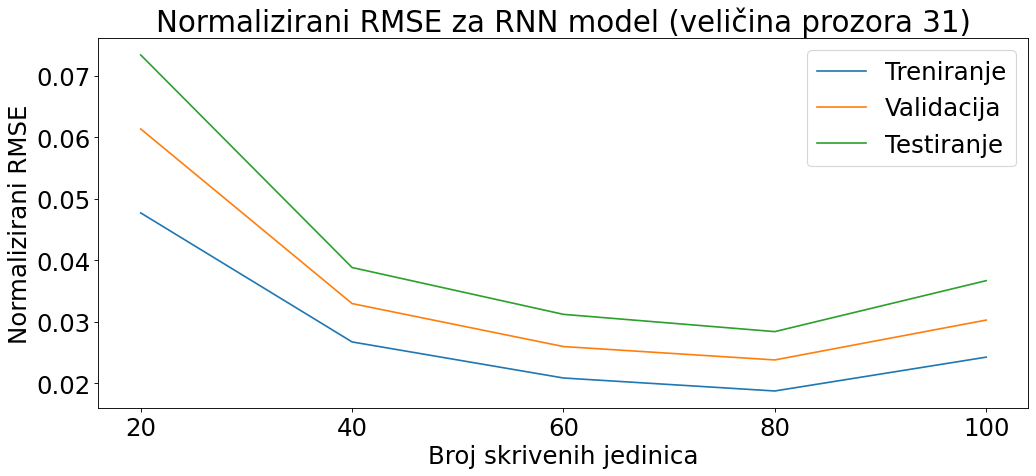 Normalizirani RMSE za RNN model (veličina prozora 31)
Treniranje
Validacija
Testiranje
Normalizirani RMSE
0.07
0.06
0.05
0.04
0.03
0.02
20 40 60 80 100
Broj skrivenih jedinica